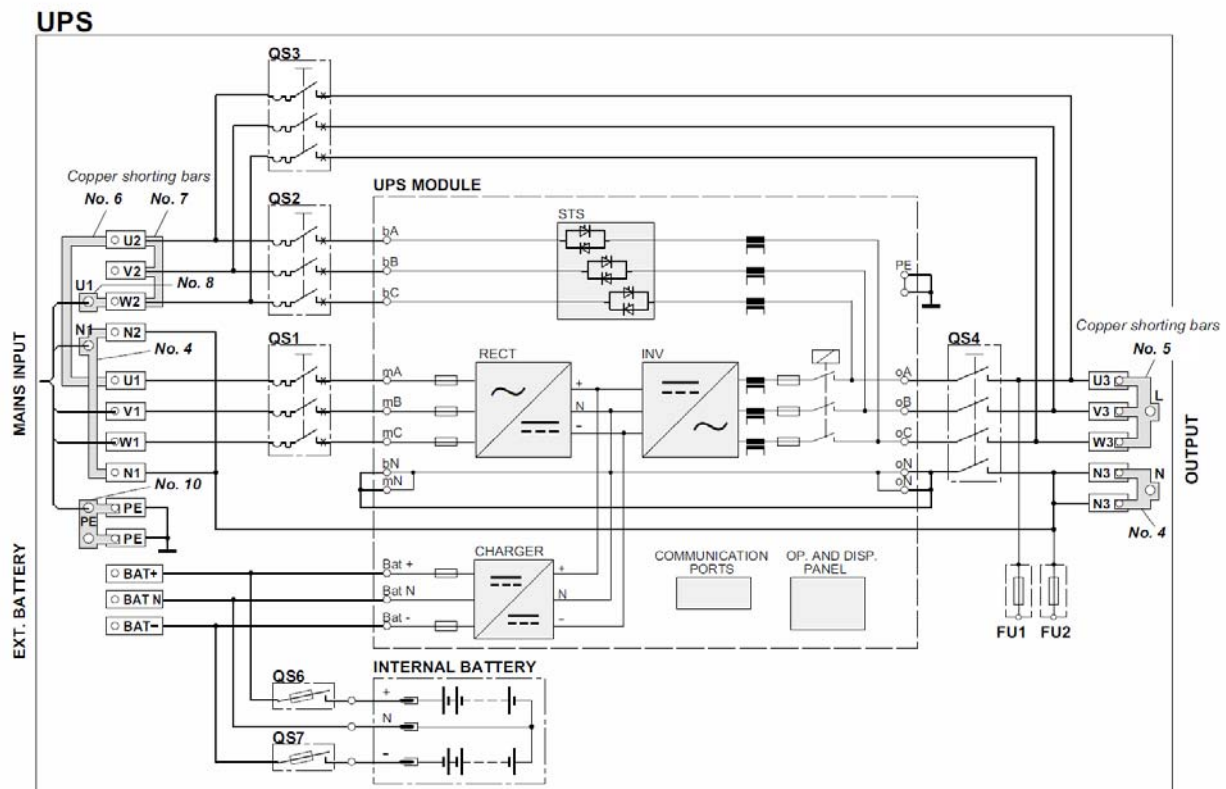 UPS
QS3
Copper shorting bars
No. 6
No. 7
QS2
UPS MODULE
STS
U2
bA
V2
bB
PE
U1
No. 8
W2
bC
N1
N2
QS1
No. 4
RECT
INV
QS4
Copper shorting bars
No. 5
MAINS INPUT
U1
mA
+
oA
U3
V1
mB
N
oB
V3
L
W1
mC
-
oC
W3
N1
bN
oN
N3
N
OUTPUT
No. 10
mN
oN
N3
PE
PE
No. 4
PE
EXT. BATTERY
CHARGER
COMMUNICATION
PORTS
OP. AND DISP.
PANEL
BAT+
Bat +
+
BAT N
Bat N
N
BAT-
Bat -
-
FU1
FU2
INTERNAL BATTERY
QS6
+
N
QS7
-